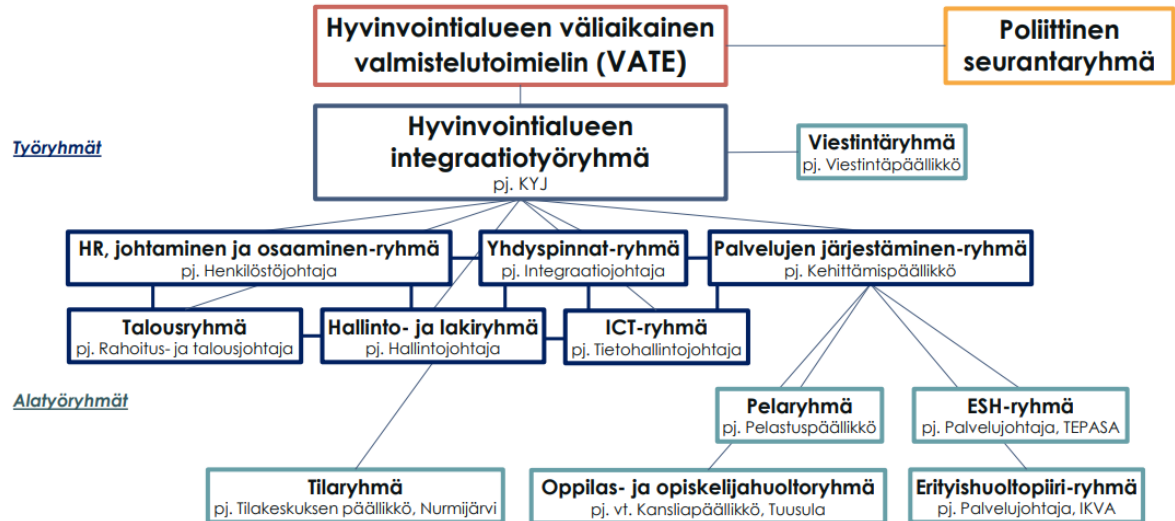 Hyvinvointialueen väliaikainen
valmistelutoimielin (VATE)
Poliittinen
seurantaryhmä
Työryhmät
Hyvinvointialueen
integraatiotyöryhmä
pj. KYJ
Viestintäryhmä
pj. Viestintäpäällikkö
HR, johtaminen ja osaaminen-ryhmä
pj. Henkilöstöjohtaja
Yhdyspinnat-ryhmä
pj. Integraatiojohtaja
Palvelujen järjestäminen-ryhmä
pj. Kehittämispäällikkö
Talousryhmä
pj. Rahoitus- ja talousjohtaja
Hallinto- ja lakiryhmä
pj. Hallintojohtaja
ICT-ryhmä
pj. Tietohallintojohtaja
Alatyöryhmät
Pelaryhmä
pj. Pelastuspäällikkö
ESH-ryhmä
pj. Palvelujohtaja, TEPASA
Tilaryhmä
pj. Tilakeskuksen päällikkö, Nurmijärvi
Oppilas- ja opiskelijahuoltoryhmä
pj. vt. Kansliapäällikkö, Tuusula
Erityishuoltopiiri-ryhmä
pj. Palvelujohtaja, IKVA